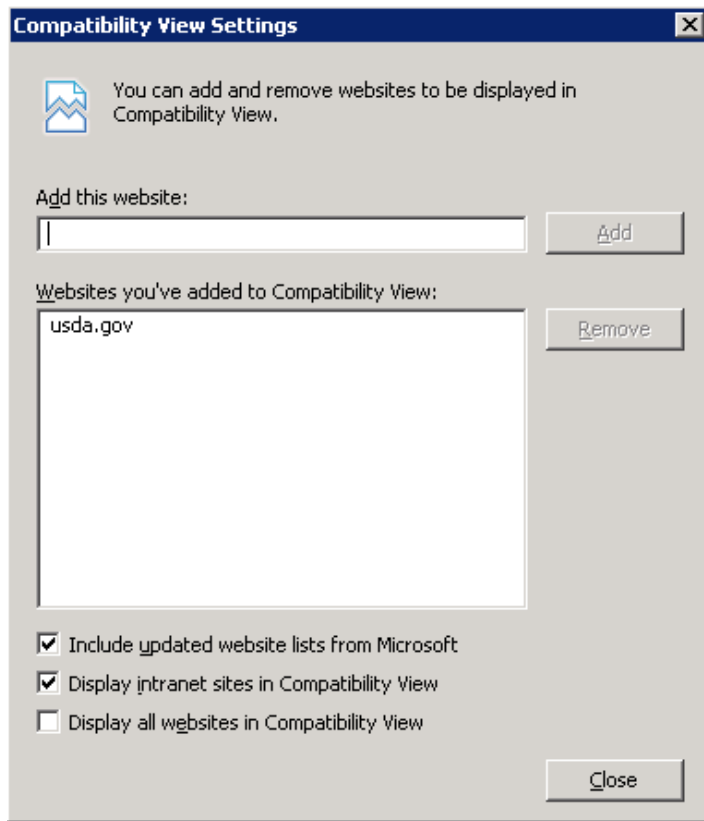 Compatibility View Settings
You can add and remove websites to be displayed in
Compatibility View.
Add this website:
Add
Websites you've added to Compatibility View:
usda.gov
Remove
Include updated website lists from Microsoft
Display intranet sites in Compatibility View
Display all websites in Compatibility View
Close